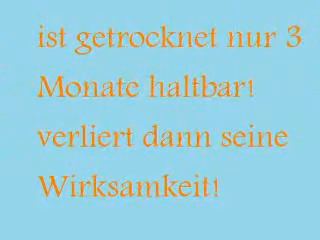 ist getrocknet nur 3
Monate haltbar!
verliert dann seine
Wirksamkeit!